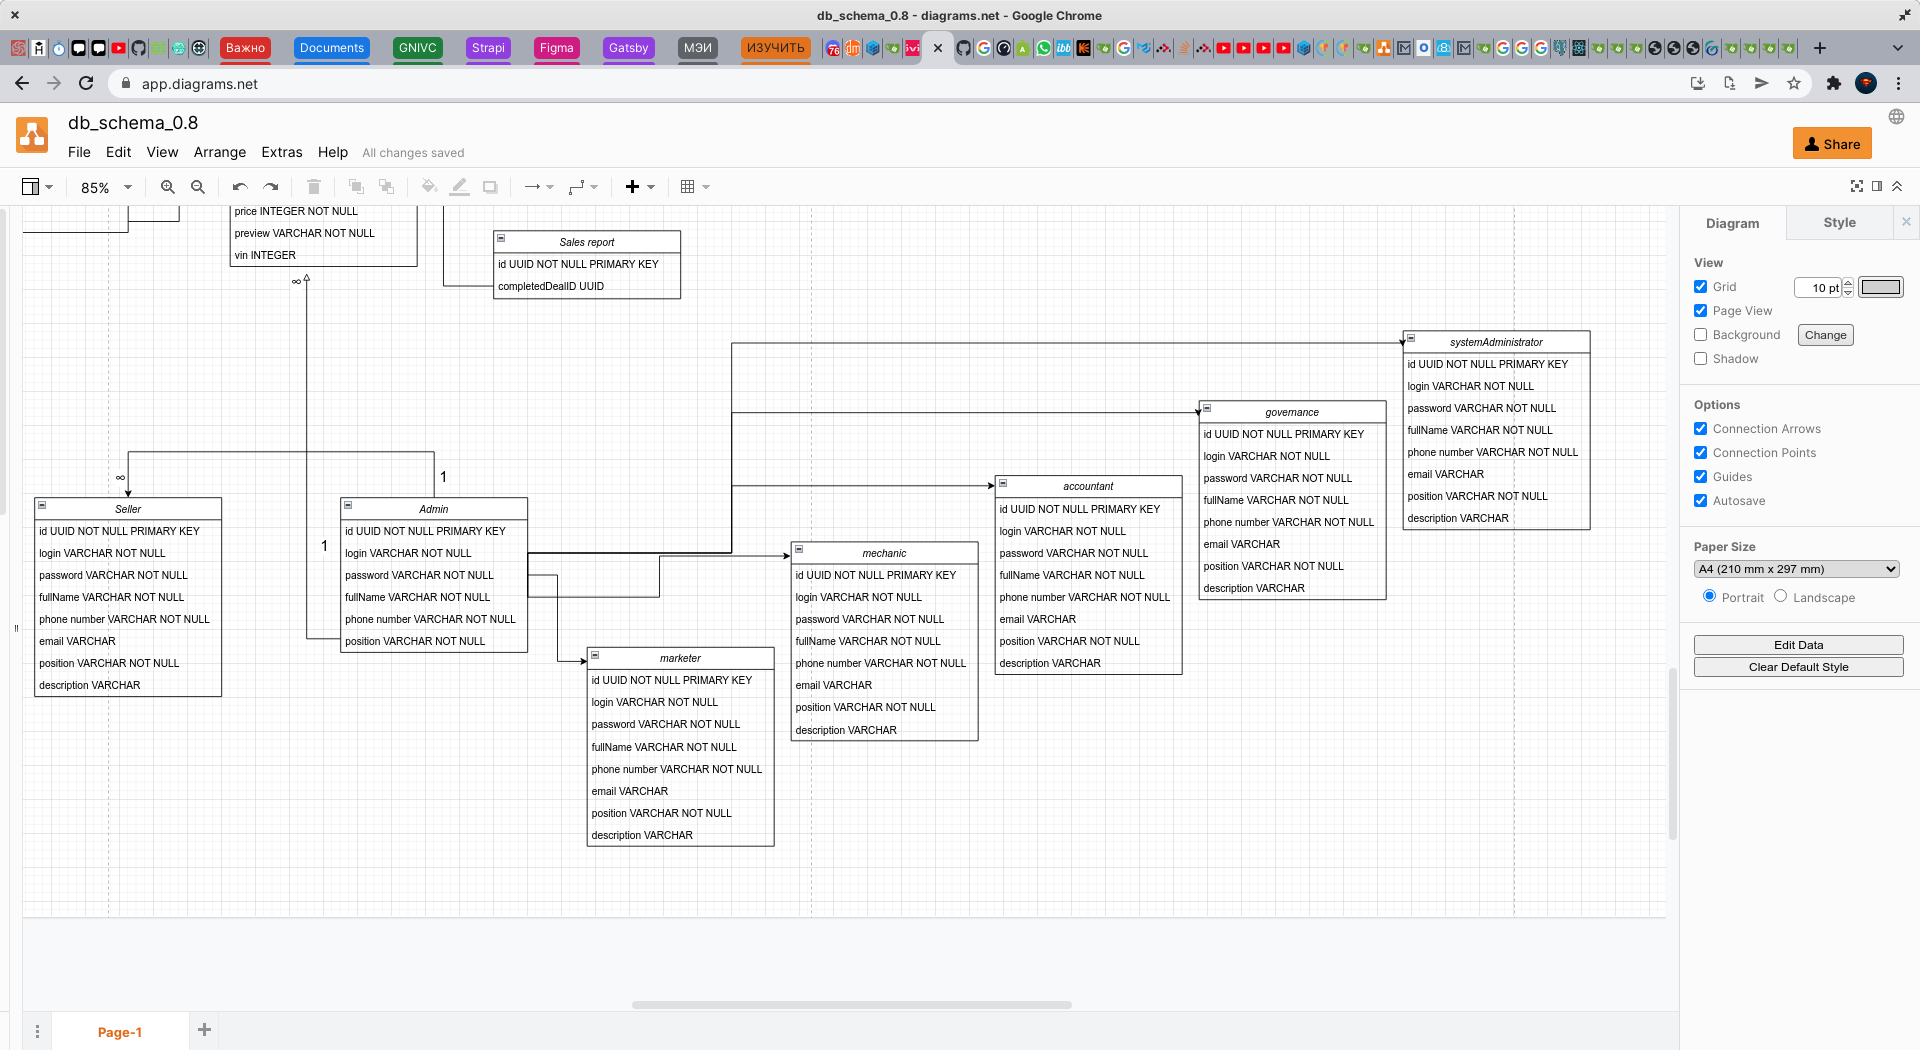 db_schema_0.8 - diagrams.net - Google Chrome
Важно
Documents
GNIVC
Strapi
Figma
Gatsby
МЭИ
ИЗУЧИТЬ
76
dm
ibb
app.diagrams.net
db_schema_0.8
File Edit View Arrange Extras Help All changes saved
Share
85%
price INTEGER NOT NULL
preview VARCHAR NOT NULL
vin INTEGER
∞
Sales report
id UUID NOT NULL PRIMARY KEY
completedDealID UUID
∞
1
1
Seller
id UUID NOT NULL PRIMARY KEY
login VARCHAR NOT NULL
password VARCHAR NOT NULL
fullName VARCHAR NOT NULL
phone number VARCHAR NOT NULL
email VARCHAR
position VARCHAR NOT NULL
description VARCHAR
Admin
id UUID NOT NULL PRIMARY KEY
login VARCHAR NOT NULL
password VARCHAR NOT NULL
fullName VARCHAR NOT NULL
phone number VARCHAR NOT NULL
position VARCHAR NOT NULL
marketer
id UUID NOT NULL PRIMARY KEY
login VARCHAR NOT NULL
password VARCHAR NOT NULL
fullName VARCHAR NOT NULL
phone number VARCHAR NOT NULL
email VARCHAR
position VARCHAR NOT NULL
description VARCHAR
mechanic
id UUID NOT NULL PRIMARY KEY
login VARCHAR NOT NULL
password VARCHAR NOT NULL
fullName VARCHAR NOT NULL
phone number VARCHAR NOT NULL
email VARCHAR
position VARCHAR NOT NULL
description VARCHAR
accountant
id UUID NOT NULL PRIMARY KEY
login VARCHAR NOT NULL
password VARCHAR NOT NULL
fullName VARCHAR NOT NULL
phone number VARCHAR NOT NULL
email VARCHAR
position VARCHAR NOT NULL
description VARCHAR
governance
id UUID NOT NULL PRIMARY KEY
login VARCHAR NOT NULL
password VARCHAR NOT NULL
fullName VARCHAR NOT NULL
phone number VARCHAR NOT NULL
email VARCHAR
position VARCHAR NOT NULL
description VARCHAR
systemAdministrator
id UUID NOT NULL PRIMARY KEY
login VARCHAR NOT NULL
password VARCHAR NOT NULL
fullName VARCHAR NOT NULL
phone number VARCHAR NOT NULL
email VARCHAR
position VARCHAR NOT NULL
description VARCHAR
Diagram
Style
View
Grid
10 pt
Page View
Background
Change
Shadow
Options
Connection Arrows
Connection Points
Guides
Autosave
Paper Size
A4 (210 mm x 297 mm)
Portrait
Landscape
Edit Data
Clear Default Style
Page-1